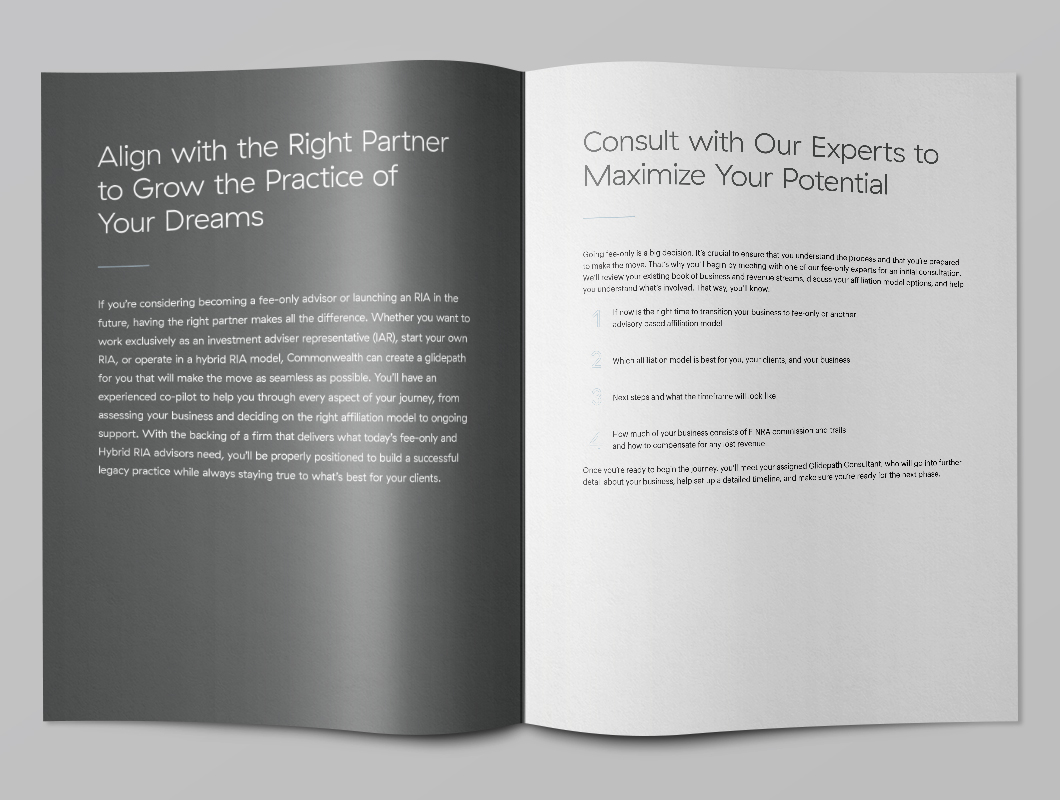 Align with the Right Partner
to Grow the Practice of
Your Dreams
If you're considering becoming a fee-only advisor or launching an RIA in the
future, having the right partner makes all the difference. Whether you want to
work exclusively as an investment adviser representative (IAR), start your own
RIA, or operate in a hybrid RIA model, Commonwealth can create a glidepath
for you that will make the move as seamless as possible. You'll have an
experienced co-pilot to help you through every aspect of your journey, from
assessing your business and deciding on the right affiliation model to ongoing
support. With the backing of a firm that delivers what today's fee-only and
Hybrid RIA advisors need, you'll be properly positioned to build a successful
legacy practice while always staying true to what's best for your clients.
Consult with Our Experts to
Maximize Your Potential
Going fee-only is a big decision. It's crucial to ensure that you understand the process and that you're prepared
to make the move. That's why you'll begin by meeting with one of our fee-only experts for an initial consultation.
We'll review your existing book of business and revenue streams, discuss your affiliation model options, and help
you understand what's involved. That way, you'll know:
1 If now is the right time to transition your business to fee-only or another
advisory-based affiliation model
2 Which affiliation model is best for you, your clients, and your business
3 Next steps and what the timeframe will look like
4 How much of your business consists of FINRA commission and trails
and how to compensate for any lost revenue
Once you're ready to begin the journey, you'll meet your assigned Glidepath Consultant, who will go into further
detail about your business, help set up a detailed timeline, and make sure you're ready for the next phase.